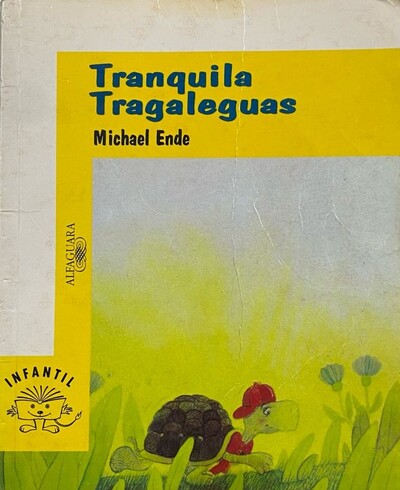 Tranquila
Tragaleguas
Michael Ende
ALFAGUARA
INFANTIL